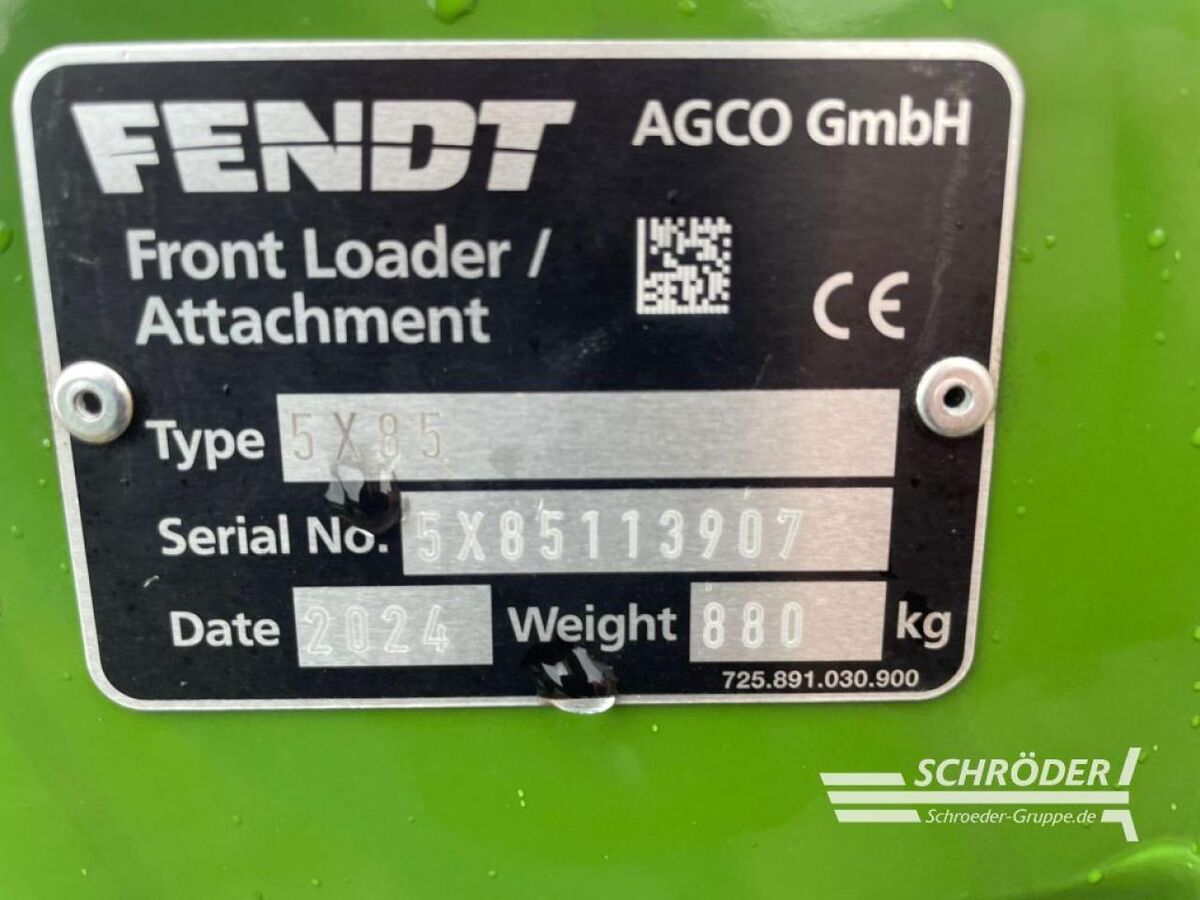 FENDT
AGCO GmbH
Front Loader /
Attachment
CE
Type 5X85
Serial No. 5X85113907
Date 2024 Weight 880 kg
725.891.030.900
SCHRÖDER
Schroeder-Gruppe.de